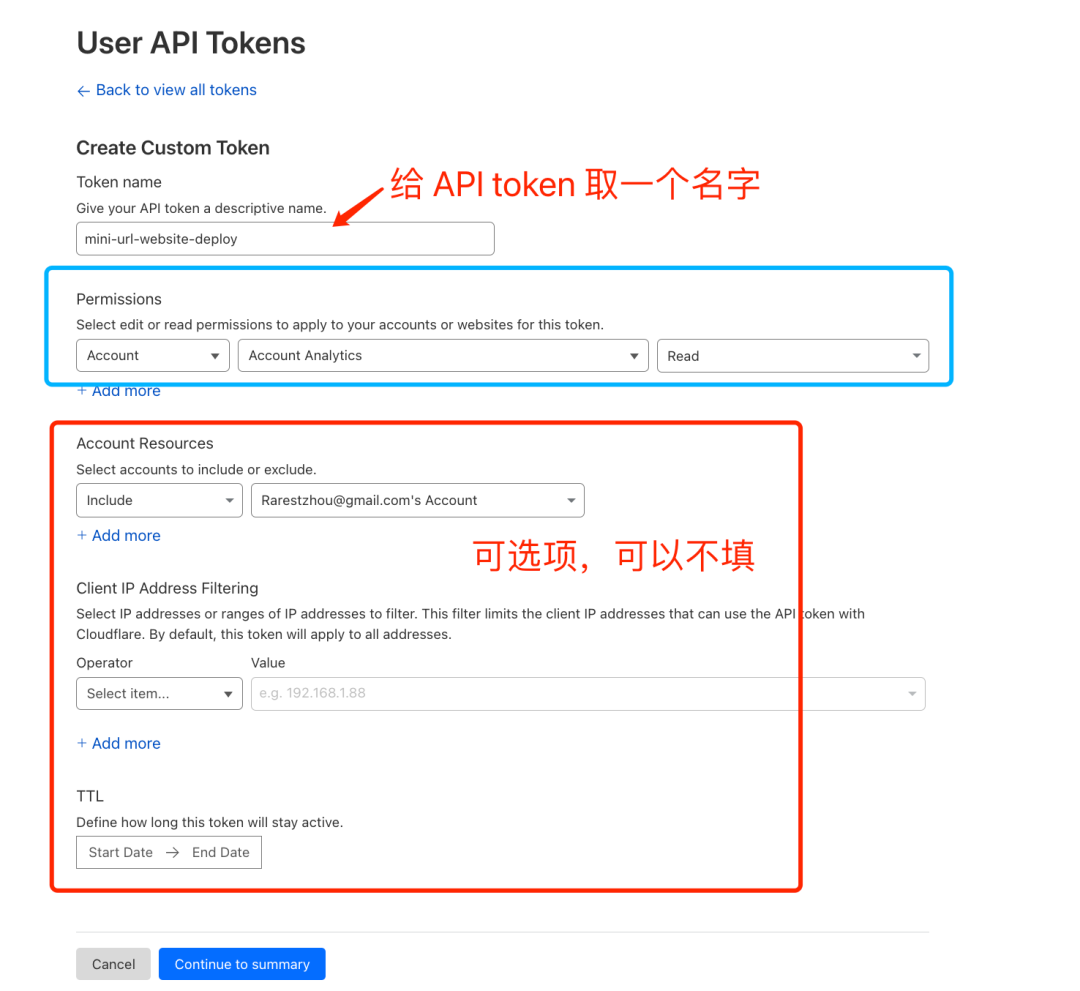 User API Tokens
← Back to view all tokens
Create Custom Token
Token name
给 API token 取一个名字
Give your API token a descriptive name.
mini-url-website-deploy
Permissions
Select edit or read permissions to apply to your accounts or websites for this token.
Account Account Analytics Read
+ Add more
Account Resources
Select accounts to include or exclude.
Include Rarestzhou@gmail.com's Account
+ Add more
可选项，可以不填
Client IP Address Filtering
Select IP addresses or ranges of IP addresses to filter. This filter limits the client IP addresses that can use the API token with
Cloudflare. By default, this token will apply to all addresses.
Operator Value
Select item... e.g. 192.168.1.88
+ Add more
TTL
Define how long this token will stay active.
Start Date → End Date
Cancel Continue to summary